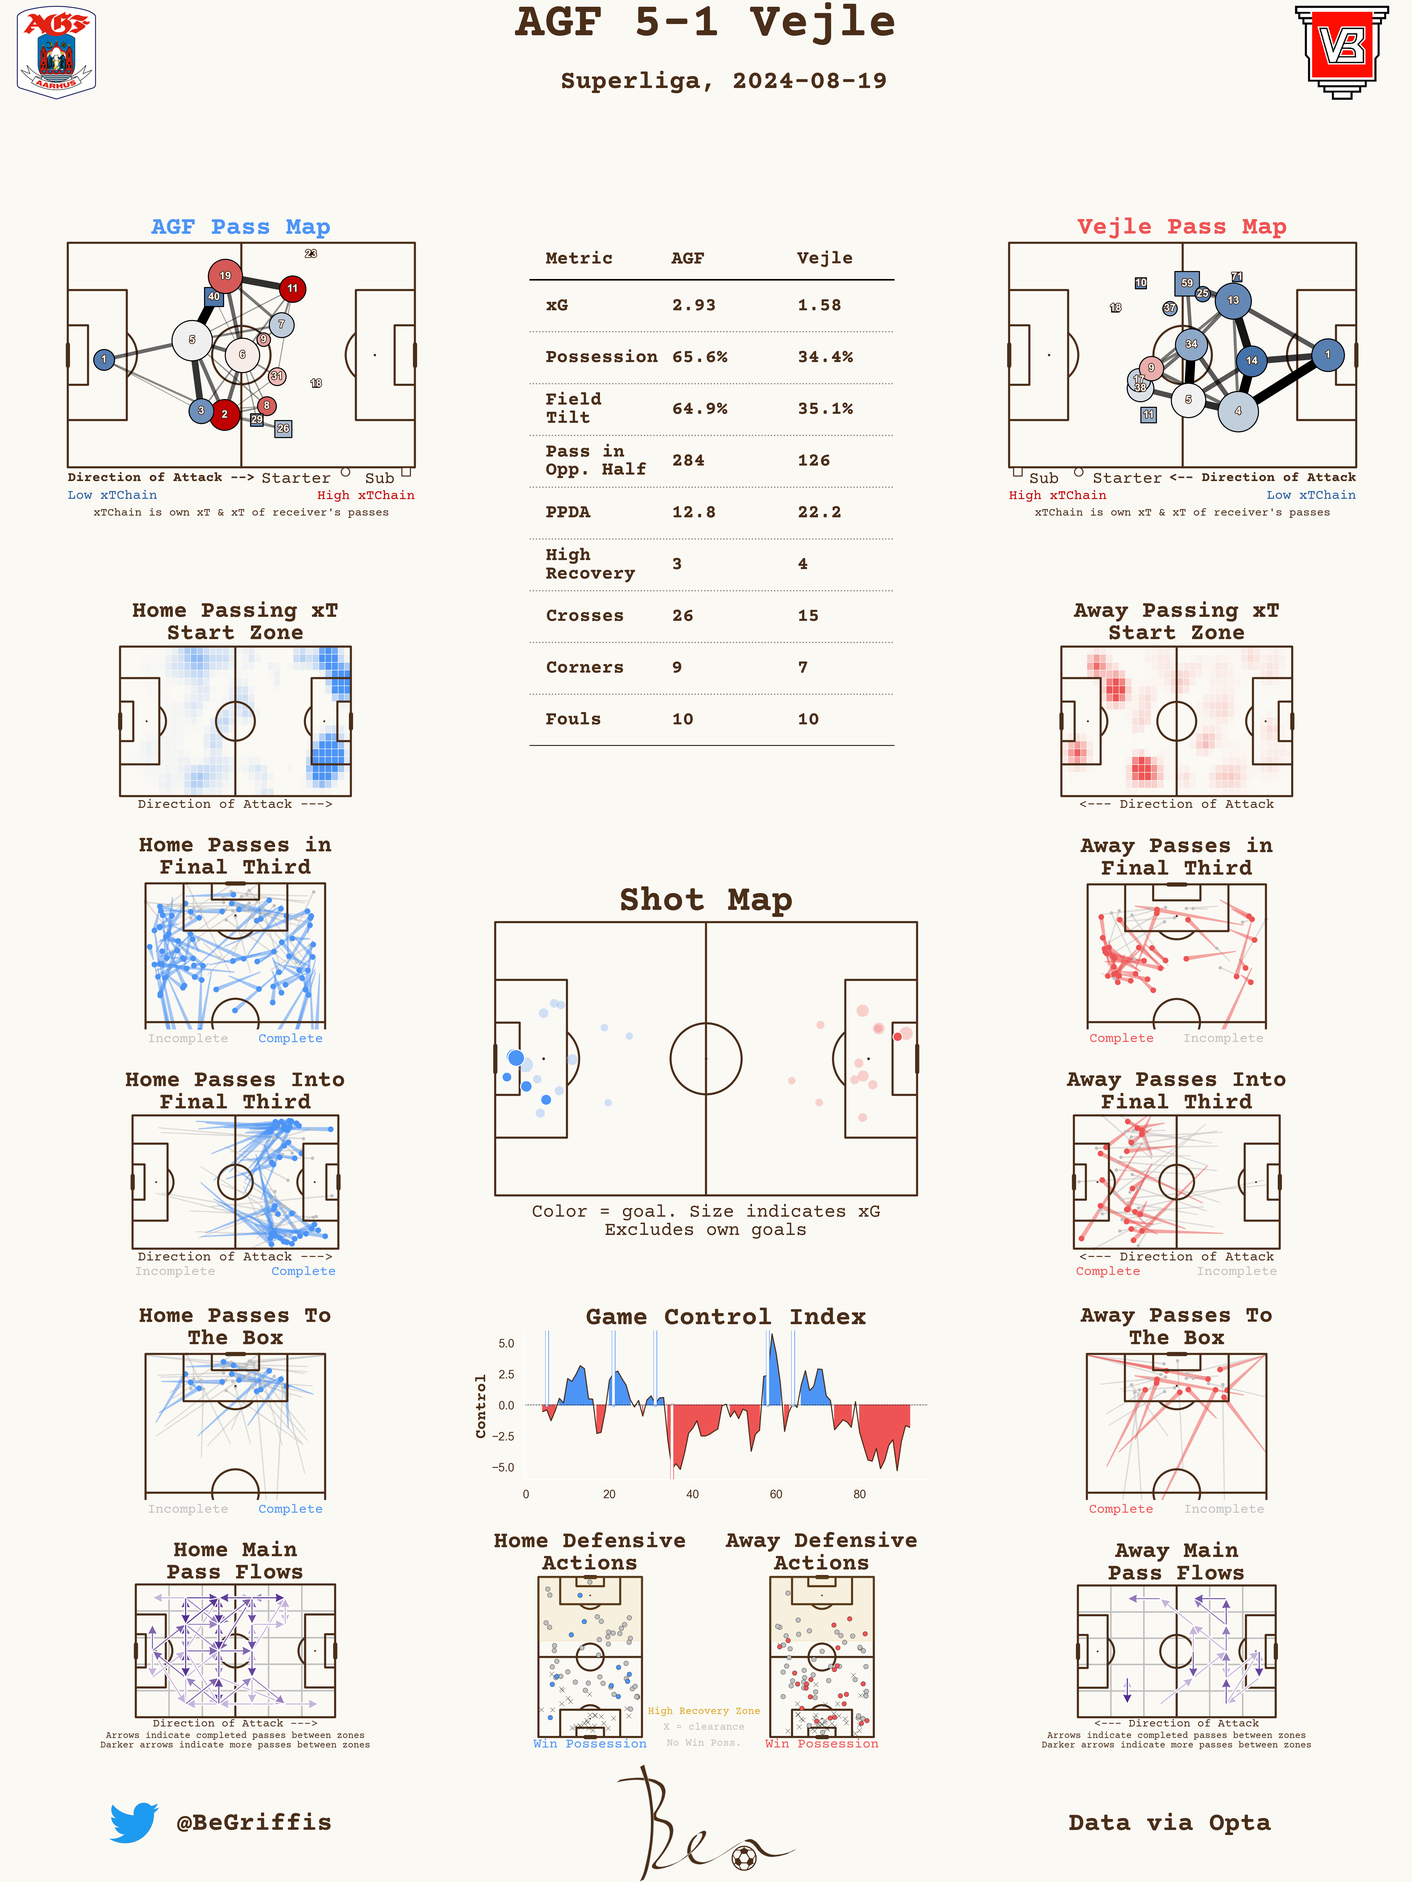 AGF 5-1 Vejle
Superliga, 2024-08-19
AGF
AARHUS
VB
AGF Pass Map
23
19
11
40
7
5
9
6
1
31
18
8
3
2
29
26
Direction of Attack --> Starter Sub
Low xTChain High xTChain
xTChain is own xT & xT of receiver's passes
Metric AGF Vejle
xG 2.93 1.58
Possession 65.6% 34.4%
Field
Tilt 64.9% 35.1%
Pass in
Opp. Half 284 126
PPDA 12.8 22.2
High
Recovery 3 4
Crosses 26 15
Corners 9 7
Fouls 10 10
Vejle Pass Map
71
10
59
25
13
18
37
34
1
14
9
17
38
5
4
11
Sub Starter <-- Direction of Attack
High xTChain Low xTChain
xTChain is own xT & xT of receiver's passes
Home Passing xT
Start Zone
Direction of Attack --->
Away Passing xT
Start Zone
<--- Direction of Attack
Home Passes in
Final Third
Incomplete Complete
Away Passes in
Final Third
Complete Incomplete
Shot Map
Color = goal. Size indicates xG
Excludes own goals
Home Passes Into
Final Third
Direction of Attack --->
Incomplete Complete
Away Passes Into
Final Third
<--- Direction of Attack
Complete Incomplete
Home Passes To
The Box
Incomplete Complete
Game Control Index
Control
5.0
2.5
0.0
−2.5
−5.0
0 20 40 60 80
Away Passes To
The Box
Complete Incomplete
Home Main
Pass Flows
Direction of Attack --->
Arrows indicate completed passes between zones
Darker arrows indicate more passes between zones
Home Defensive
Actions
Win Possession
Away Defensive
Actions
Win Possession
High Recovery Zone
X = clearance
No Win Poss.
Away Main
Pass Flows
<--- Direction of Attack
Arrows indicate completed passes between zones
Darker arrows indicate more passes between zones
@BeGriffis
Ben
Data via Opta